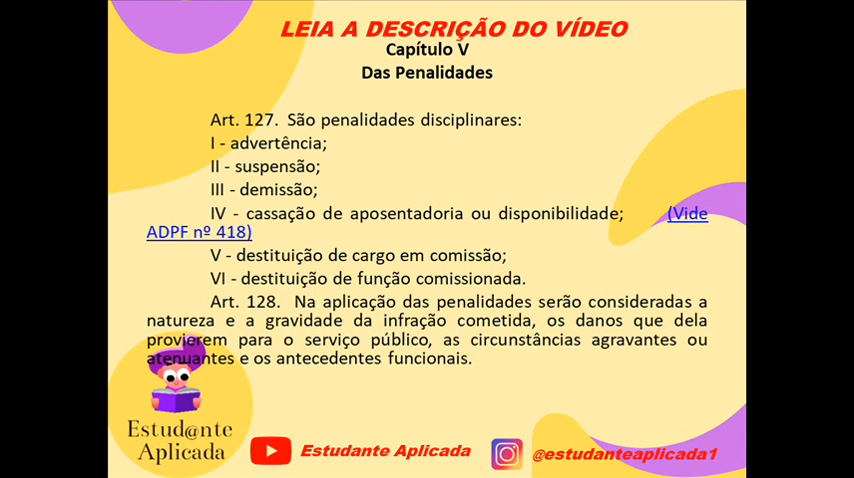 LEIA A DESCRIÇÃO DO VÍDEO
Capítulo V
Das Penalidades
Art. 127. São penalidades disciplinares:
I - advertência;
II - suspensão;
III - demissão;
IV - cassação de aposentadoria ou disponibilidade; (Vide
ADPF nº 418)
V - destituição de cargo em comissão;
VI - destituição de função comissionada.
Art. 128. Na aplicação das penalidades serão consideradas a
natureza e a gravidade da infração cometida, os danos que dela
provierem para o serviço público, as circunstâncias agravantes ou
atenuantes e os antecedentes funcionais.
Estud@nte
Aplicada
Estudante Aplicada
@estudanteaplicada1